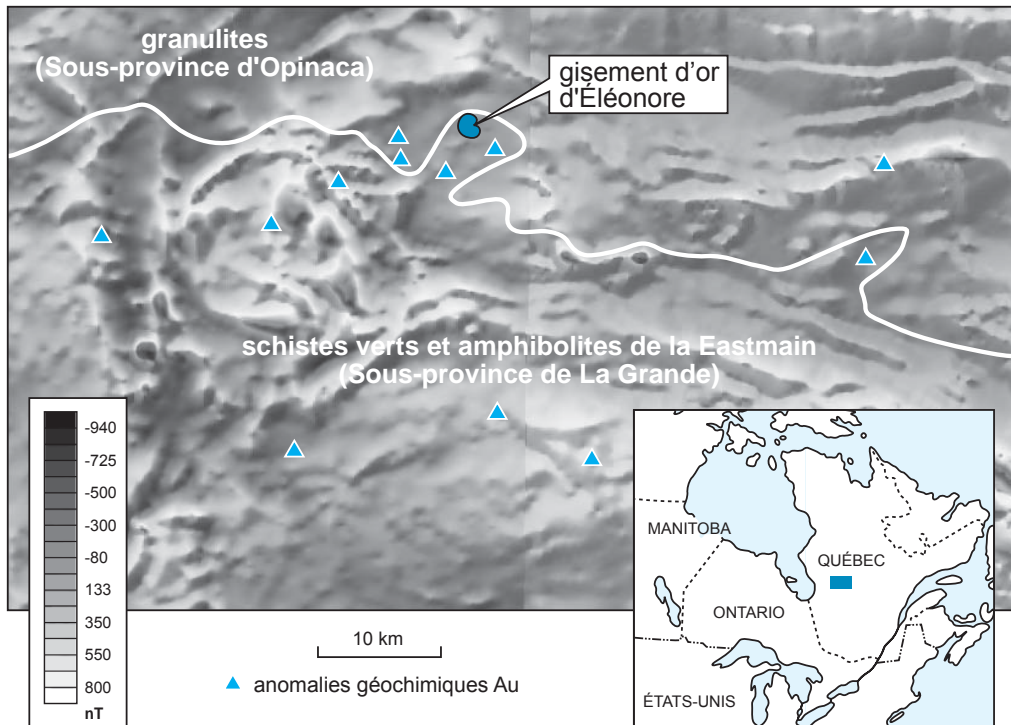 granulites
(Sous-province d'Opinaca)
gisement d’or
d'Éléonore
schistes verts et amphibolites de la Eastmain
(Sous-province de La Grande)
-940
-725
-500
-300
-80
133
350
550
800
nT
10 km
anomalies géochimiques Au
MANITOBA
QUÉBEC
ONTARIO
ÉTATS-UNIS